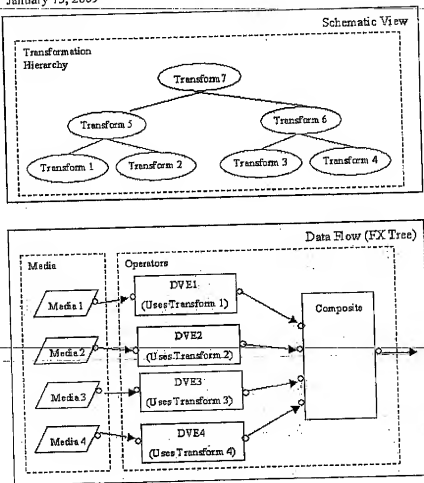 January 13, 2009
Schematic View
Transformation
Hierarchy
Transform 7
Transform 5
Transform 6
Transform 1
Transform 2
Transform 3
Transform 4
Data Flow (FX Tree)
Media
Operators
Media 1
DVE1
(Uses Transform 1)
Composite
Media 2
DVE2
(Uses Transform 2)
Media 3
DVE3
(Uses Transform 3)
Media 4
DVE4
(Uses Transform 4)